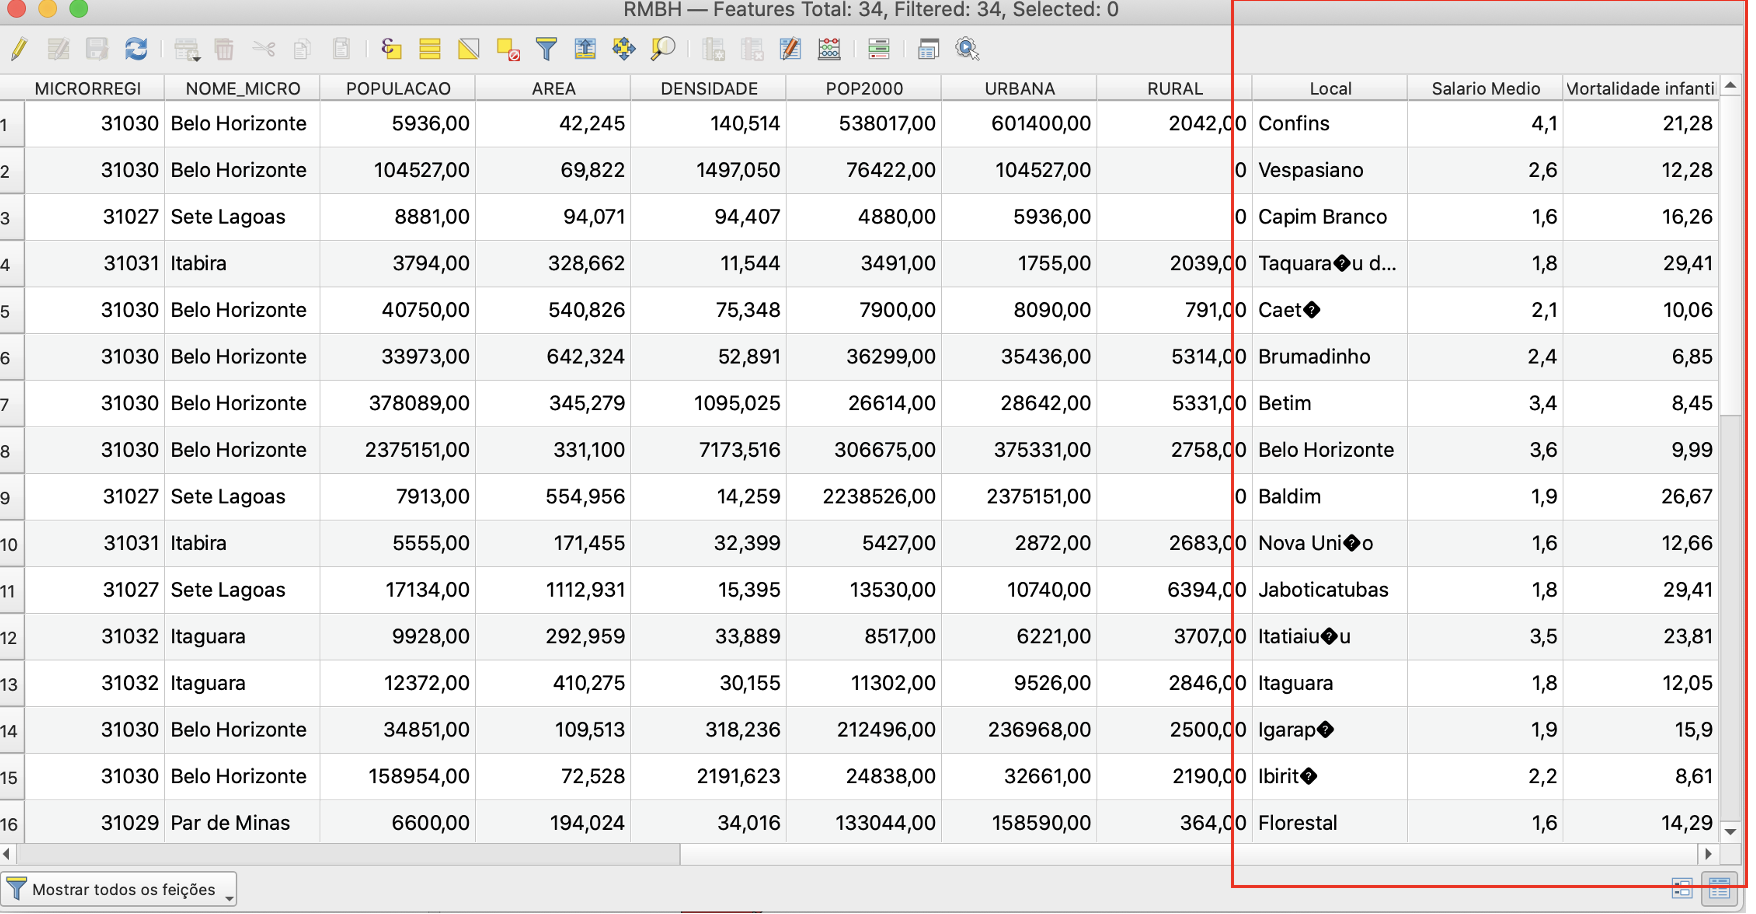 RMBH — Features Total: 34, Filtered: 34, Selected: 0
MICRORREGI NOME_MICRO POPULACAO AREA DENSIDADE POP2000 URBANA RURAL Local Salario Medio Mortalidade infanti
1 31030 Belo Horizonte 5936,00 42,245 140,514 538017,00 601400,00 2042,00 Confins 4,1 21,28
2 31030 Belo Horizonte 104527,00 69,822 1497,050 76422,00 104527,00 0 Vespasiano 2,6 12,28
3 31027 Sete Lagoas 8881,00 94,071 94,407 4880,00 5936,00 0 Capim Branco 1,6 16,26
4 31031 Itabira 3794,00 328,662 11,544 3491,00 1755,00 2039,00 Taquara�u d... 1,8 29,41
5 31030 Belo Horizonte 40750,00 540,826 75,348 7900,00 8090,00 791,00 Caet� 2,1 10,06
6 31030 Belo Horizonte 33973,00 642,324 52,891 36299,00 35436,00 5314,00 Brumadinho 2,4 6,85
7 31030 Belo Horizonte 378089,00 345,279 1095,025 26614,00 28642,00 5331,00 Betim 3,4 8,45
8 31030 Belo Horizonte 2375151,00 331,100 7173,516 306675,00 375331,00 2758,00 Belo Horizonte 3,6 9,99
9 31027 Sete Lagoas 7913,00 554,956 14,259 2238526,00 2375151,00 0 Baldim 1,9 26,67
10 31031 Itabira 5555,00 171,455 32,399 5427,00 2872,00 2683,00 Nova Uni�o 1,6 12,66
11 31027 Sete Lagoas 17134,00 1112,931 15,395 13530,00 10740,00 6394,00 Jaboticatubas 1,8 29,41
12 31032 Itaguara 9928,00 292,959 33,889 8517,00 6221,00 3707,00 Itatiaiu�u 3,5 23,81
13 31032 Itaguara 12372,00 410,275 30,155 11302,00 9526,00 2846,00 Itaguara 1,8 12,05
14 31030 Belo Horizonte 34851,00 109,513 318,236 212496,00 236968,00 2500,00 Igarap� 1,9 15,9
15 31030 Belo Horizonte 158954,00 72,528 2191,623 24838,00 32661,00 2190,00 Ibirit� 2,2 8,61
16 31029 Par de Minas 6600,00 194,024 34,016 133044,00 158590,00 364,00 Florestal 1,6 14,29
Mostrar todos os feições